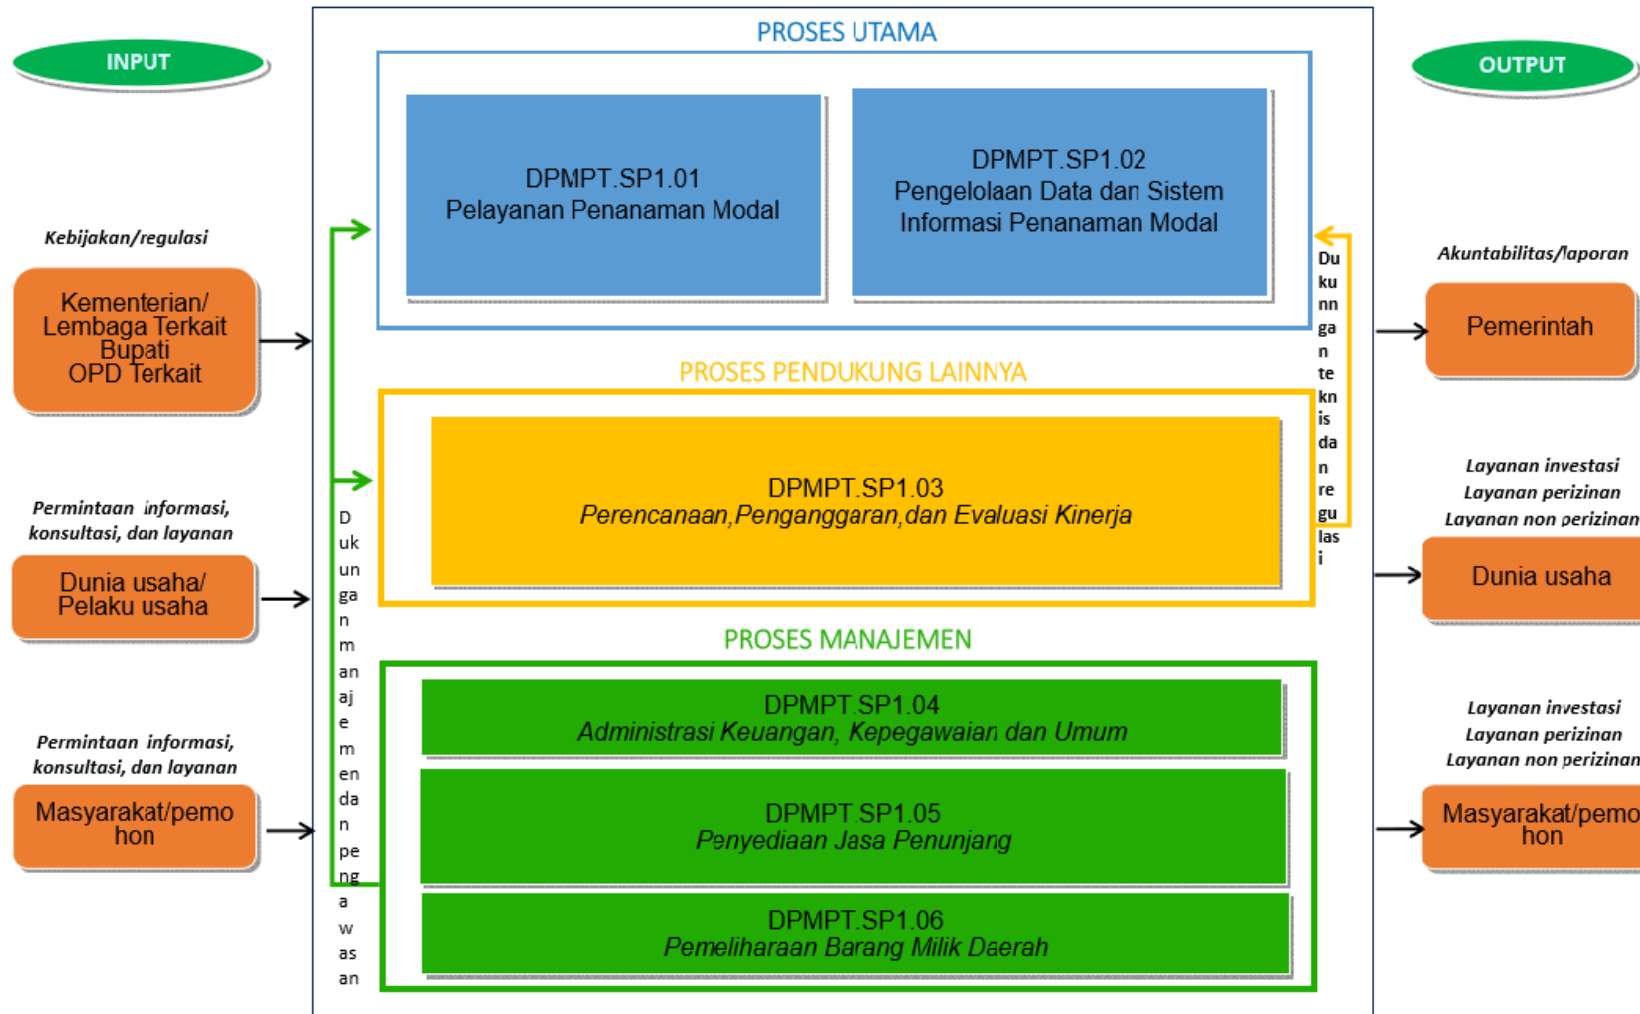 PROSES UTAMA
INPUT
OUTPUT
DPMPT.SP1.01
Pelayanan Penanaman Modal
DPMPT.SP1.02
Pengelolaan Data dan Sistem
Informasi Penanaman Modal
Kebijakan/regulasi
Kementerian/
Lembaga Terkait
Bupati
OPD Terkait
Du
ku
nn
ga
n
te
kn
is
da
n
re
gu
las
i
Akuntabilitas/laporan
Pemerintah
PROSES PENDUKUNG LAINNYA
DPMPT.SP1.03
Perencanaan,Penganggaran,dan Evaluasi Kinerja
Permintaan informasi,
konsultasi, dan layanan
Dunia usaha/
Pelaku usaha
D
uk
un
ga
n
m
an
aj
e
m
en
da
n
pe
ng
a
w
as
an
Layanan investasi
Layanan perizinan
Layanan non perizinan
Dunia usaha
PROSES MANAJEMEN
DPMPT.SP1.04
Administrasi Keuangan, Kepegawaian dan Umum
DPMPT.SP1.05
Penyediaan Jasa Penunjang
DPMPT.SP1.06
Pemeliharaan Barang Milik Daerah
Permintaan informasi,
konsultasi, dan layanan
Masyarakat/pemo
hon
Layanan investasi
Layanan perizinan
Layanan non perizinan
Masyarakat/pemo
hon